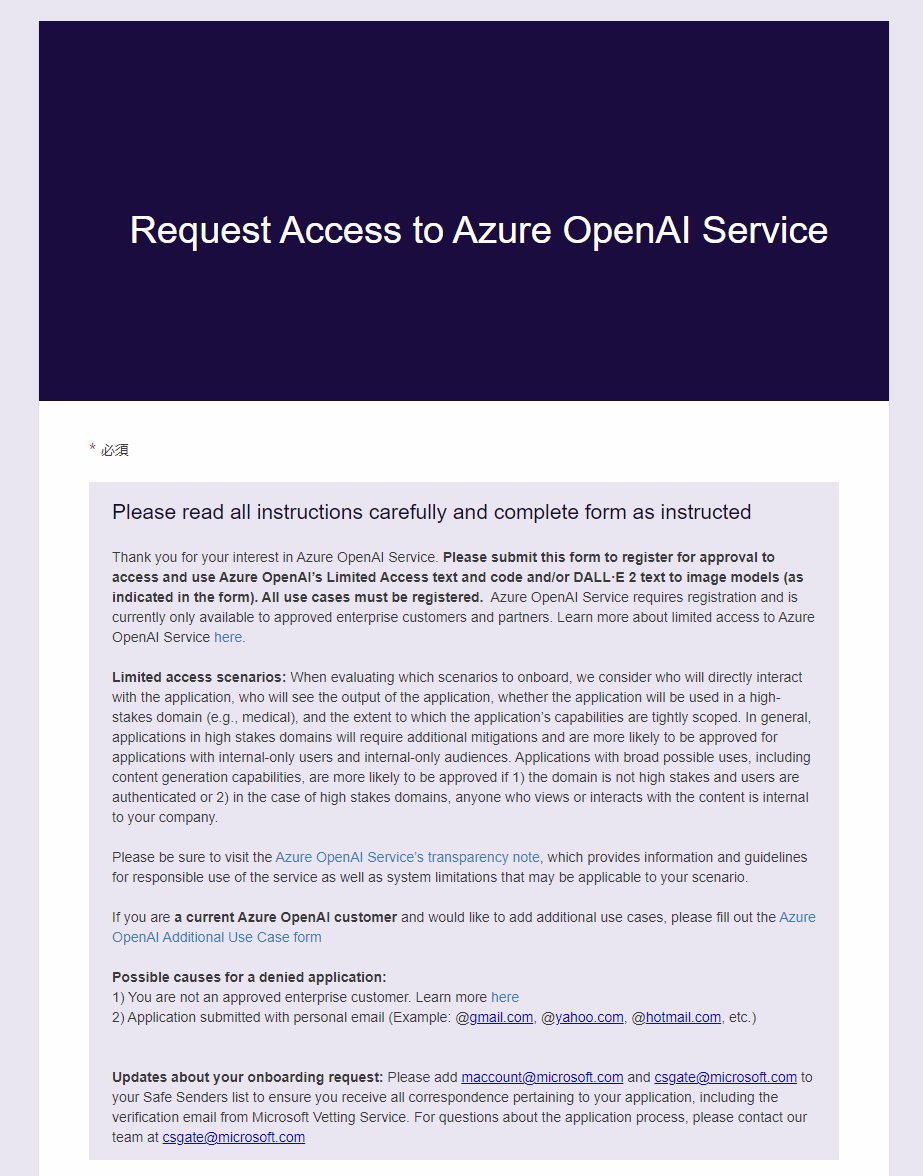 Request Access to Azure OpenAI Service
* 必須
Please read all instructions carefully and complete form as instructed
Thank you for your interest in Azure OpenAI Service. Please submit this form to register for approval to
access and use Azure OpenAI’s Limited Access text and code and/or DALL·E 2 text to image models (as
indicated in the form). All use cases must be registered.  Azure OpenAI Service requires registration and is
currently only available to approved enterprise customers and partners. Learn more about limited access to Azure
OpenAI Service here.
Limited access scenarios: When evaluating which scenarios to onboard, we consider who will directly interact
with the application, who will see the output of the application, whether the application will be used in a high-
stakes domain (e.g., medical), and the extent to which the application’s capabilities are tightly scoped. In general,
applications in high stakes domains will require additional mitigations and are more likely to be approved for
applications with internal-only users and internal-only audiences. Applications with broad possible uses, including
content generation capabilities, are more likely to be approved if 1) the domain is not high stakes and users are
authenticated or 2) in the case of high stakes domains, anyone who views or interacts with the content is internal
to your company.
Please be sure to visit the Azure OpenAI Service’s transparency note, which provides information and guidelines
for responsible use of the service as well as system limitations that may be applicable to your scenario.
If you are a current Azure OpenAI customer and would like to add additional use cases, please fill out the Azure
OpenAI Additional Use Case form
Possible causes for a denied application:
1) You are not an approved enterprise customer. Learn more here
2) Application submitted with personal email (Example: @gmail.com, @yahoo.com, @hotmail.com, etc.)
Updates about your onboarding request: Please add maccount@microsoft.com and csgate@microsoft.com to
your Safe Senders list to ensure you receive all correspondence pertaining to your application, including the
verification email from Microsoft Vetting Service. For questions about the application process, please contact our
team at csgate@microsoft.com